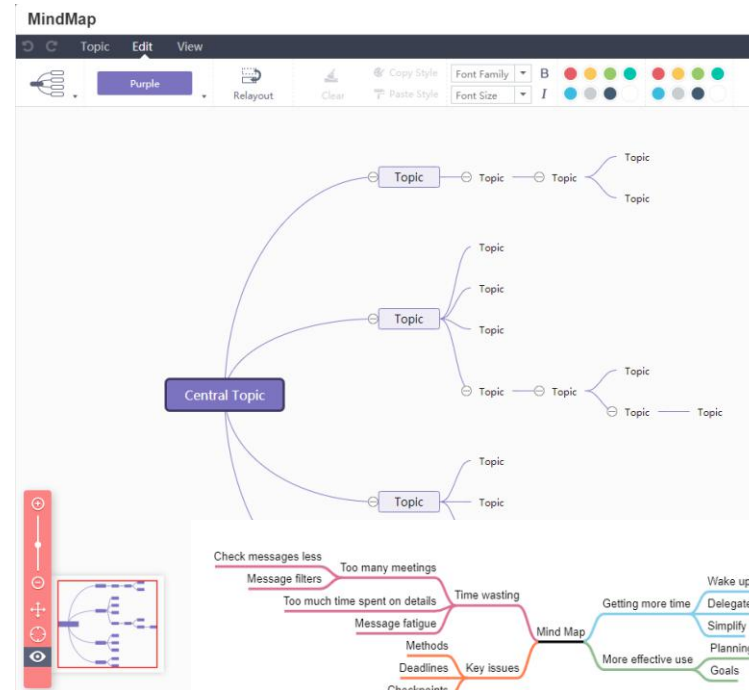 MindMap
Topic Edit View
Purple
Relayout
Clear
Copy Style
Paste Style
Font Family
Font Size
B
I
Topic
Topic
Topic
Topic
Topic
Topic
Topic
Topic
Topic
Topic
Topic
Topic
Topic
Topic
Central Topic
Topic
Topic
Topic
Check messages less
Message filters
Too many meetings
Too much time spent on details
Message fatigue
Time wasting
Methods
Deadlines
Checkpoints
Key issues
Mind Map
Getting more time
Wake up
Delegate
Simplify
More effective use
Planning
Goals